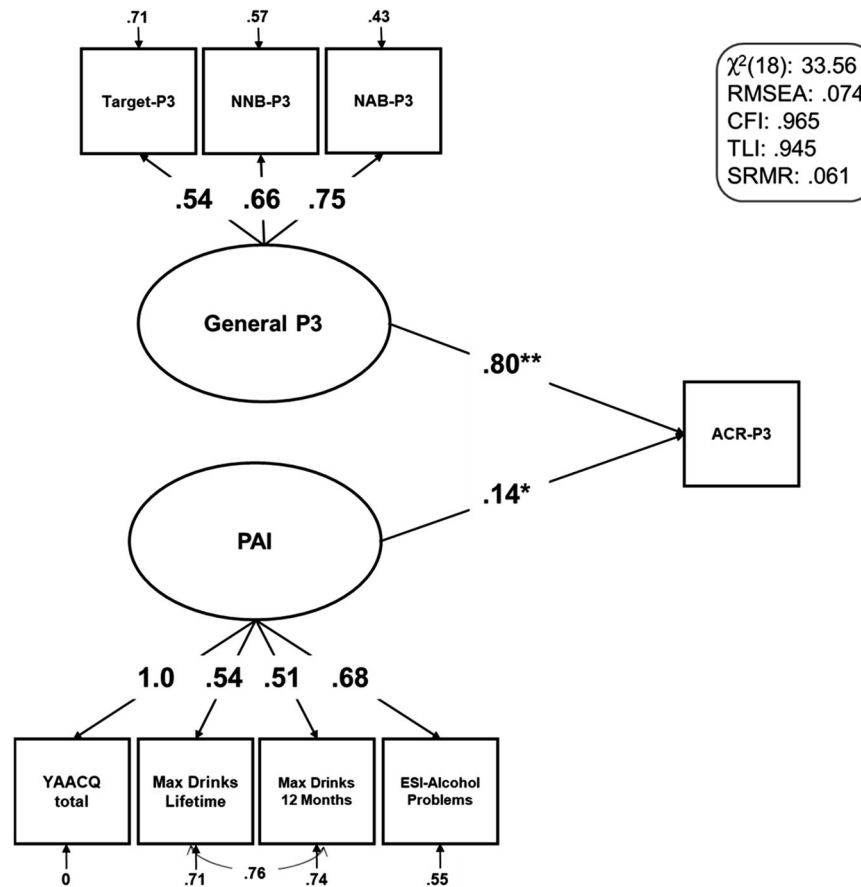 .71 .57 .43
Target-P3 NNB-P3 NAB-P3
χ²(18): 33.56
RMSEA: .074
CFI: .965
TLI: .945
SRMR: .061
.54 .66 .75
General P3
.80**
ACR-P3
.14*
PAI
1.0 .54 .51 .68
YAACQ
total
Max Drinks
Lifetime
Max Drinks
12 Months
ESI-Alcohol
Problems
0 .71 .76 .74 .55